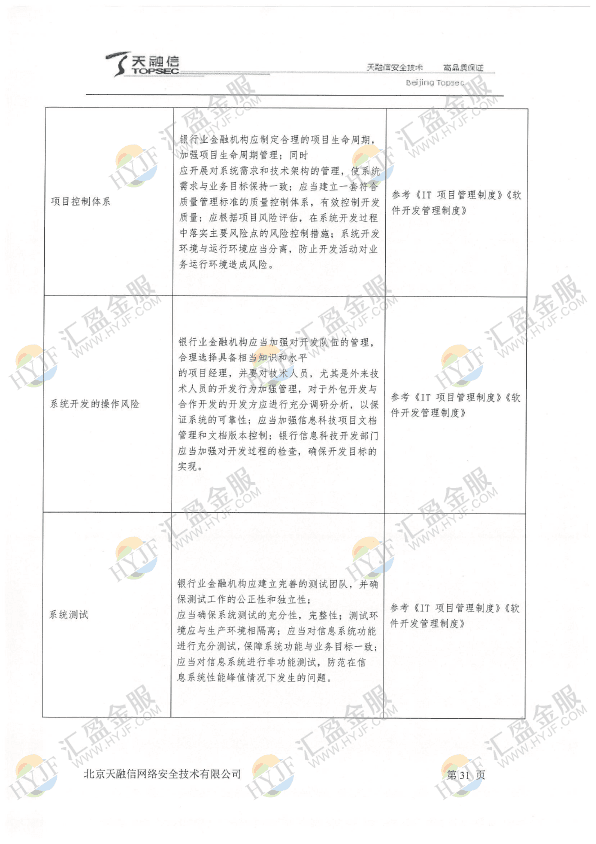 天融信
TOPSEC
天融信安全技术 高品质保证
Beijing Topsec
项目控制体系
银行业金融机构应制定合理的项目生命周期,
加强项目生命周期管理;同时
应开展对系统需求和技术架构的管理,使系统
需求与业务目标保持一致;应当建立一套符合
质量管理标准的质量控制体系,有效控制开发
质量;应根据项目风险评估,在系统开发过程
中落实主要风险点的风险控制措施;系统开发
环境与运行环境应当分离,防止开发活动对业
务运行环境造成风险。
参考《IT 项目管理制度》《软
件开发管理制度》
系统开发的操作风险
银行业金融机构应当加强对开发队伍的管理,
合理选择具备相当知识和水平
的项目经理,并要对技术人员,尤其是外来技
术人员的开发行为加强管理,对于外包开发与
合作开发的开发方应进行充分调研分析,以保
证系统的可靠性;应当加强信息科技项目文档
管理和文档版本控制;银行信息科技开发部门
应当加强对开发过程的检查,确保开发目标的
实现。
参考《IT 项目管理制度》《软
件开发管理制度》
系统测试
银行业金融机构应建立完善的测试团队,并确
保测试工作的公正性和独立性;
应当确保系统测试的充分性,完整性;测试环
境应与生产环境相隔离;应当对信息系统功能
进行充分测试,保障系统功能与业务目标一致;
应当对信息系统进行非功能测试,防范在信
息系统性能峰值情况下发生的问题。
参考《IT 项目管理制度》《软
件开发管理制度》
北京天融信网络安全技术有限公司 第 31 页
HYJF 汇盈金服
WWW.HYJF.COM